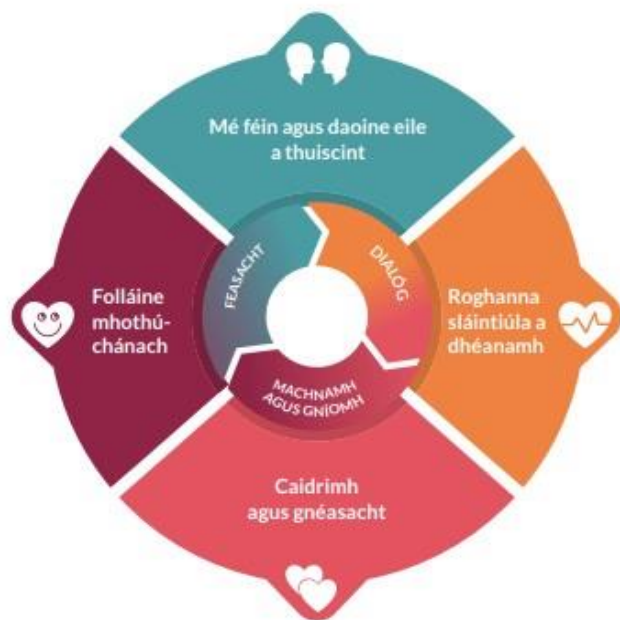 Mé féin agus daoine eile
a thuiscint
FEASACHT
DIALÓG
Folláine
mhothú-
chánach
Roghanna
sláintiúla a
dhéanamh
MACHNAMH
AGUS GNÍOMH
Caidrimh
agus gnéasacht